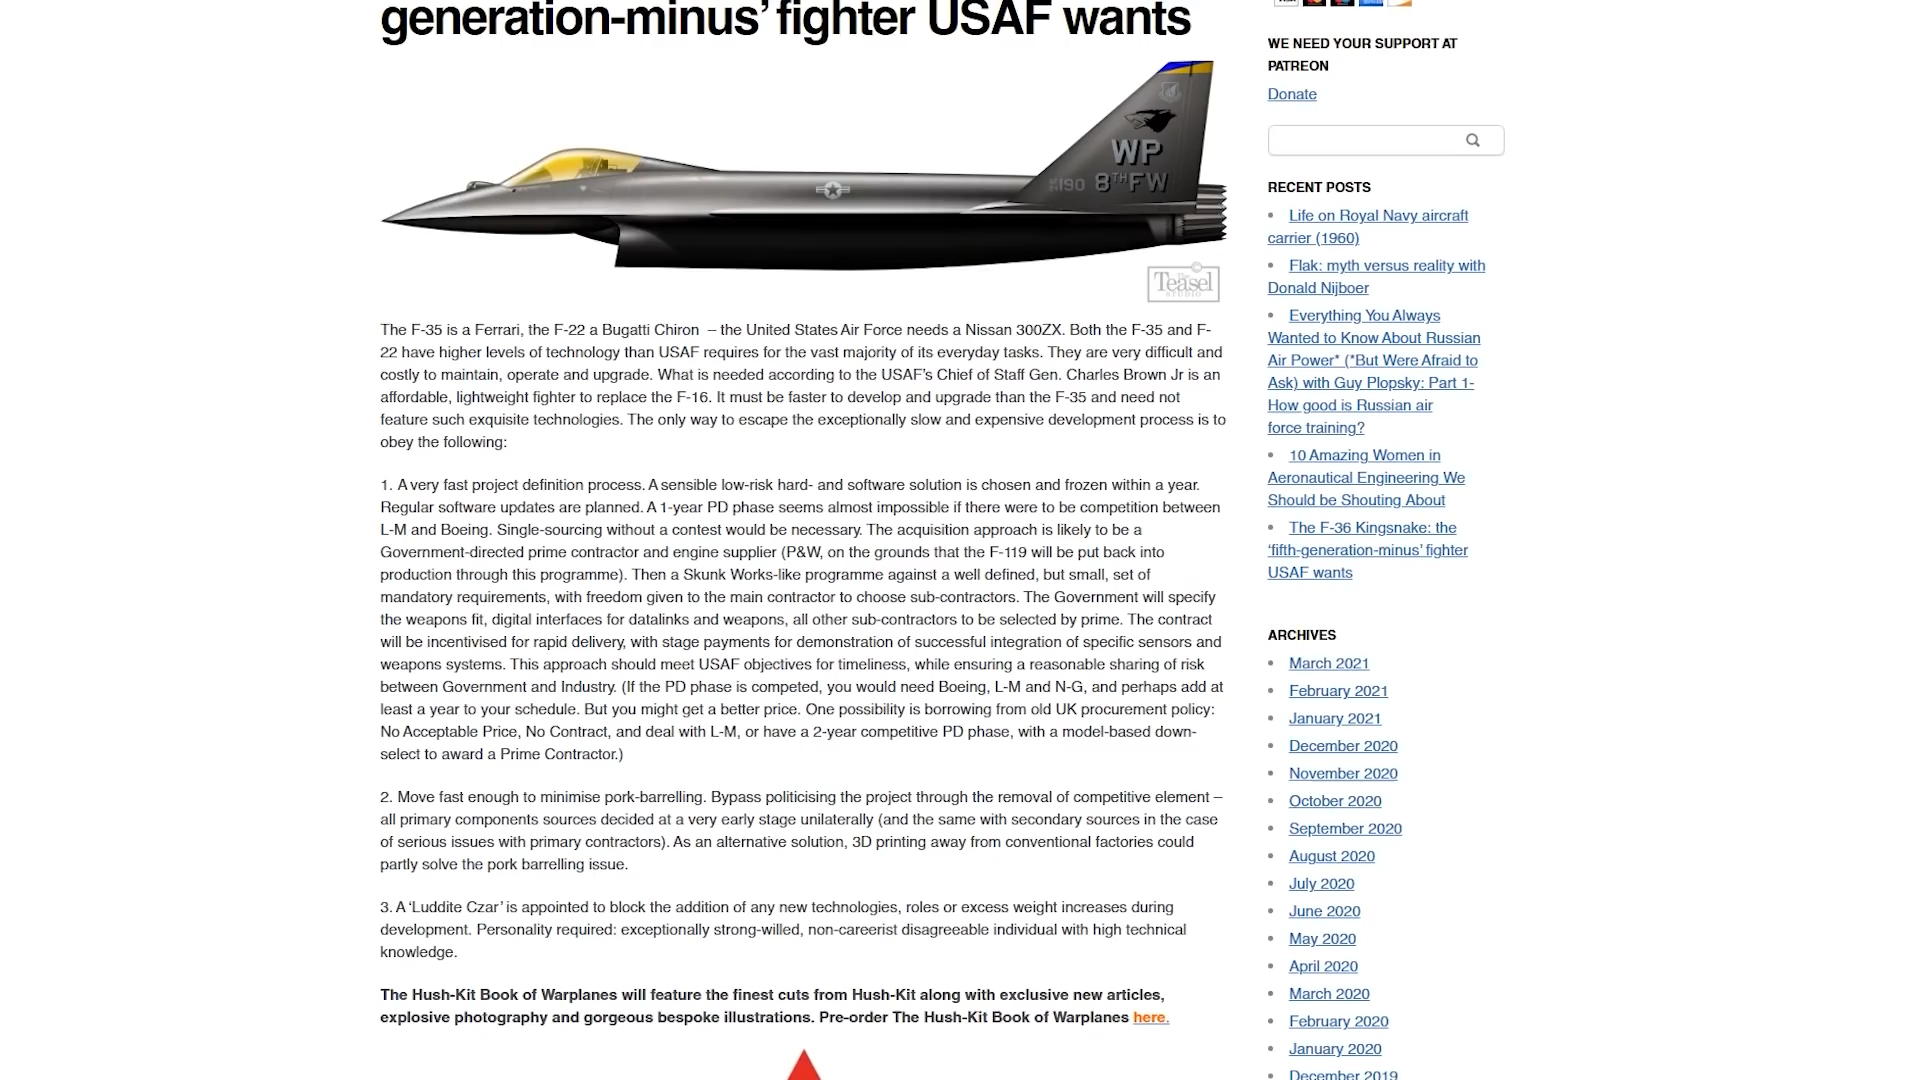 generation-minus’ fighter USAF wants
WP
8THFW
The Teasel
STUDIO
The F-35 is a Ferrari, the F-22 a Bugatti Chiron – the United States Air Force needs a Nissan 300ZX. Both the F-35 and F-
22 have higher levels of technology than USAF requires for the vast majority of its everyday tasks. They are very difficult and
costly to maintain, operate and upgrade. What is needed according to the USAF’s Chief of Staff Gen. Charles Brown Jr is an
affordable, lightweight fighter to replace the F-16. It must be faster to develop and upgrade than the F-35 and need not
feature such exquisite technologies. The only way to escape the exceptionally slow and expensive development process is to
obey the following:
1. A very fast project definition process. A sensible low-risk hard- and software solution is chosen and frozen within a year.
Regular software updates are planned. A 1-year PD phase seems almost impossible if there were to be competition between
L-M and Boeing. Single-sourcing without a contest would be necessary. The acquisition approach is likely to be a
Government-directed prime contractor and engine supplier (P&W, on the grounds that the F-119 will be put back into
production through this programme). Then a Skunk Works-like programme against a well defined, but small, set of
mandatory requirements, with freedom given to the main contractor to choose sub-contractors. The Government will specify
the weapons fit, digital interfaces for datalinks and weapons, all other sub-contractors to be selected by prime. The contract
will be incentivised for rapid delivery, with stage payments for demonstration of successful integration of specific sensors and
weapons systems. This approach should meet USAF objectives for timeliness, while ensuring a reasonable sharing of risk
between Government and Industry. (If the PD phase is competed, you would need Boeing, L-M and N-G, and perhaps add at
least a year to your schedule. But you might get a better price. One possibility is borrowing from old UK procurement policy:
No Acceptable Price, No Contract, and deal with L-M, or have a 2-year competitive PD phase, with a model-based down-
select to award a Prime Contractor.)
2. Move fast enough to minimise pork-barrelling. Bypass politicising the project through the removal of competitive element –
all primary components sources decided at a very early stage unilaterally (and the same with secondary sources in the case
of serious issues with primary contractors). As an alternative solution, 3D printing away from conventional factories could
partly solve the pork barrelling issue.
3. A ‘Luddite Czar’ is appointed to block the addition of any new technologies, roles or excess weight increases during
development. Personality required: exceptionally strong-willed, non-careerist disagreeable individual with high technical
knowledge.
The Hush-Kit Book of Warplanes will feature the finest cuts from Hush-Kit along with exclusive new articles,
explosive photography and gorgeous bespoke illustrations. Pre-order The Hush-Kit Book of Warplanes here.
WE NEED YOUR SUPPORT AT
PATREON
Donate
RECENT POSTS
Life on Royal Navy aircraft
carrier (1960)
Flak: myth versus reality with
Donald Nijboer
Everything You Always
Wanted to Know About Russian
Air Power* (*But Were Afraid to
Ask) with Guy Plopsky: Part 1-
How good is Russian air
force training?
10 Amazing Women in
Aeronautical Engineering We
Should be Shouting About
The F-36 Kingsnake: the
‘fifth-generation-minus’ fighter
USAF wants
ARCHIVES
March 2021
February 2021
January 2021
December 2020
November 2020
October 2020
September 2020
August 2020
July 2020
June 2020
May 2020
April 2020
March 2020
February 2020
January 2020
December 2019